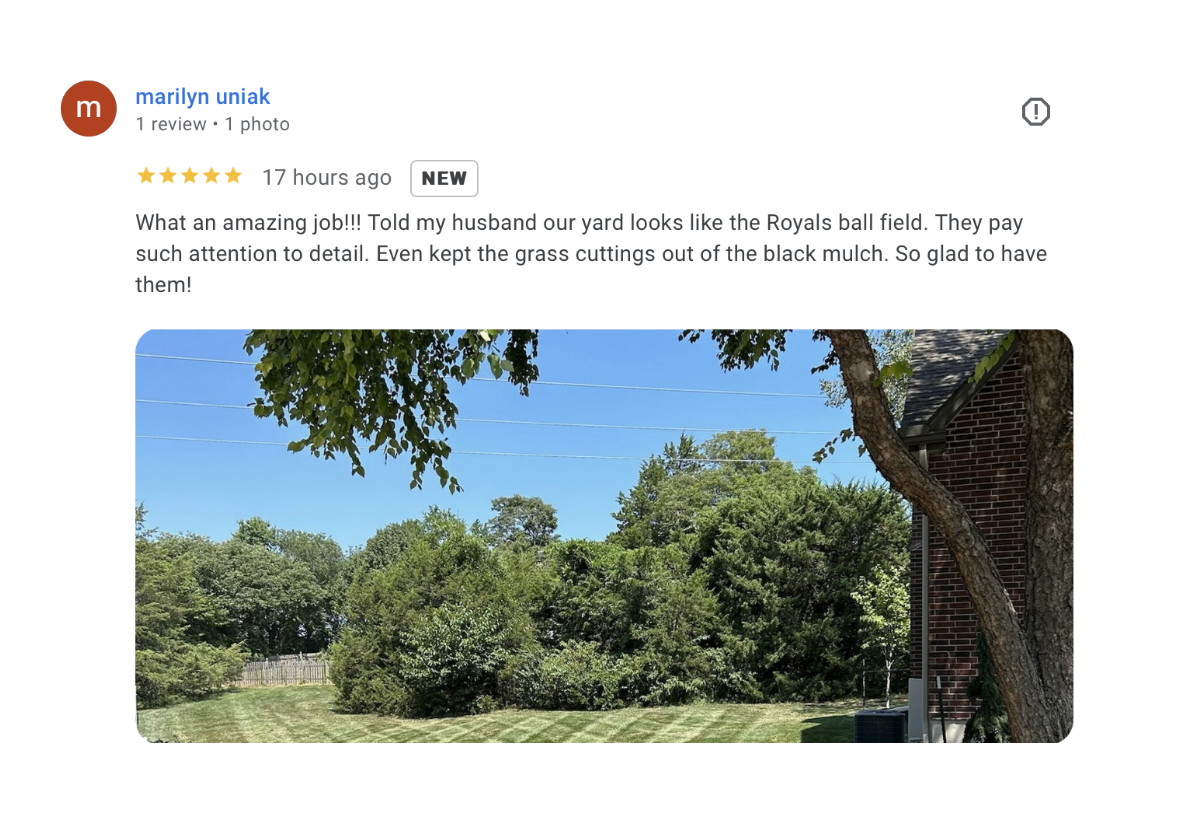 m
marilyn uniak
1 review • 1 photo
17 hours ago NEW
What an amazing job!!! Told my husband our yard looks like the Royals ball field. They pay
such attention to detail. Even kept the grass cuttings out of the black mulch. So glad to have
them!